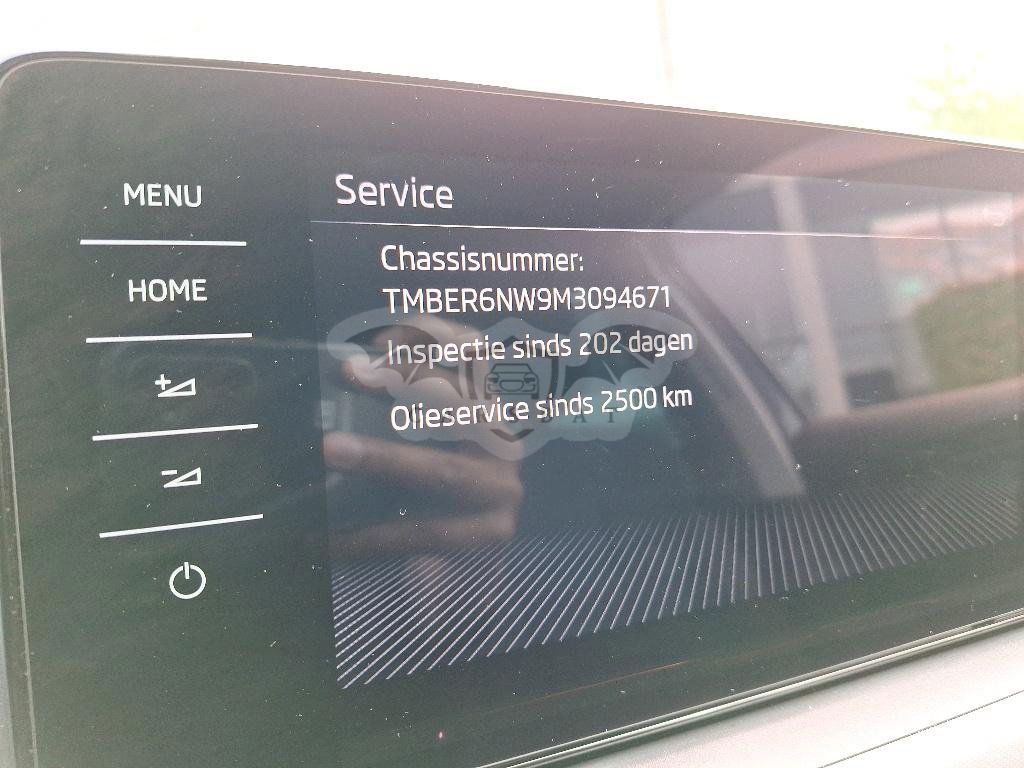 MENU
HOME
Service
Chassisnummer:
TMBER6NW9M3094671
Inspectie sinds 202 dagen
Olieservice sinds 2500 km